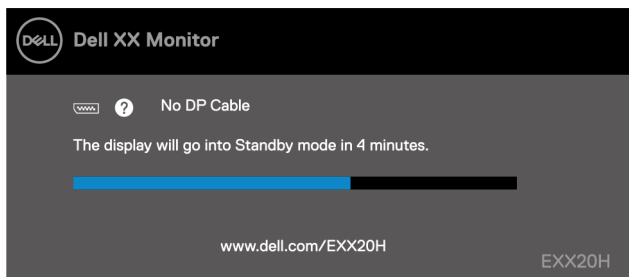 DELL Dell XX Monitor
? No DP Cable
The display will go into Standby mode in 4 minutes.
www.dell.com/EXX20H
EXX20H